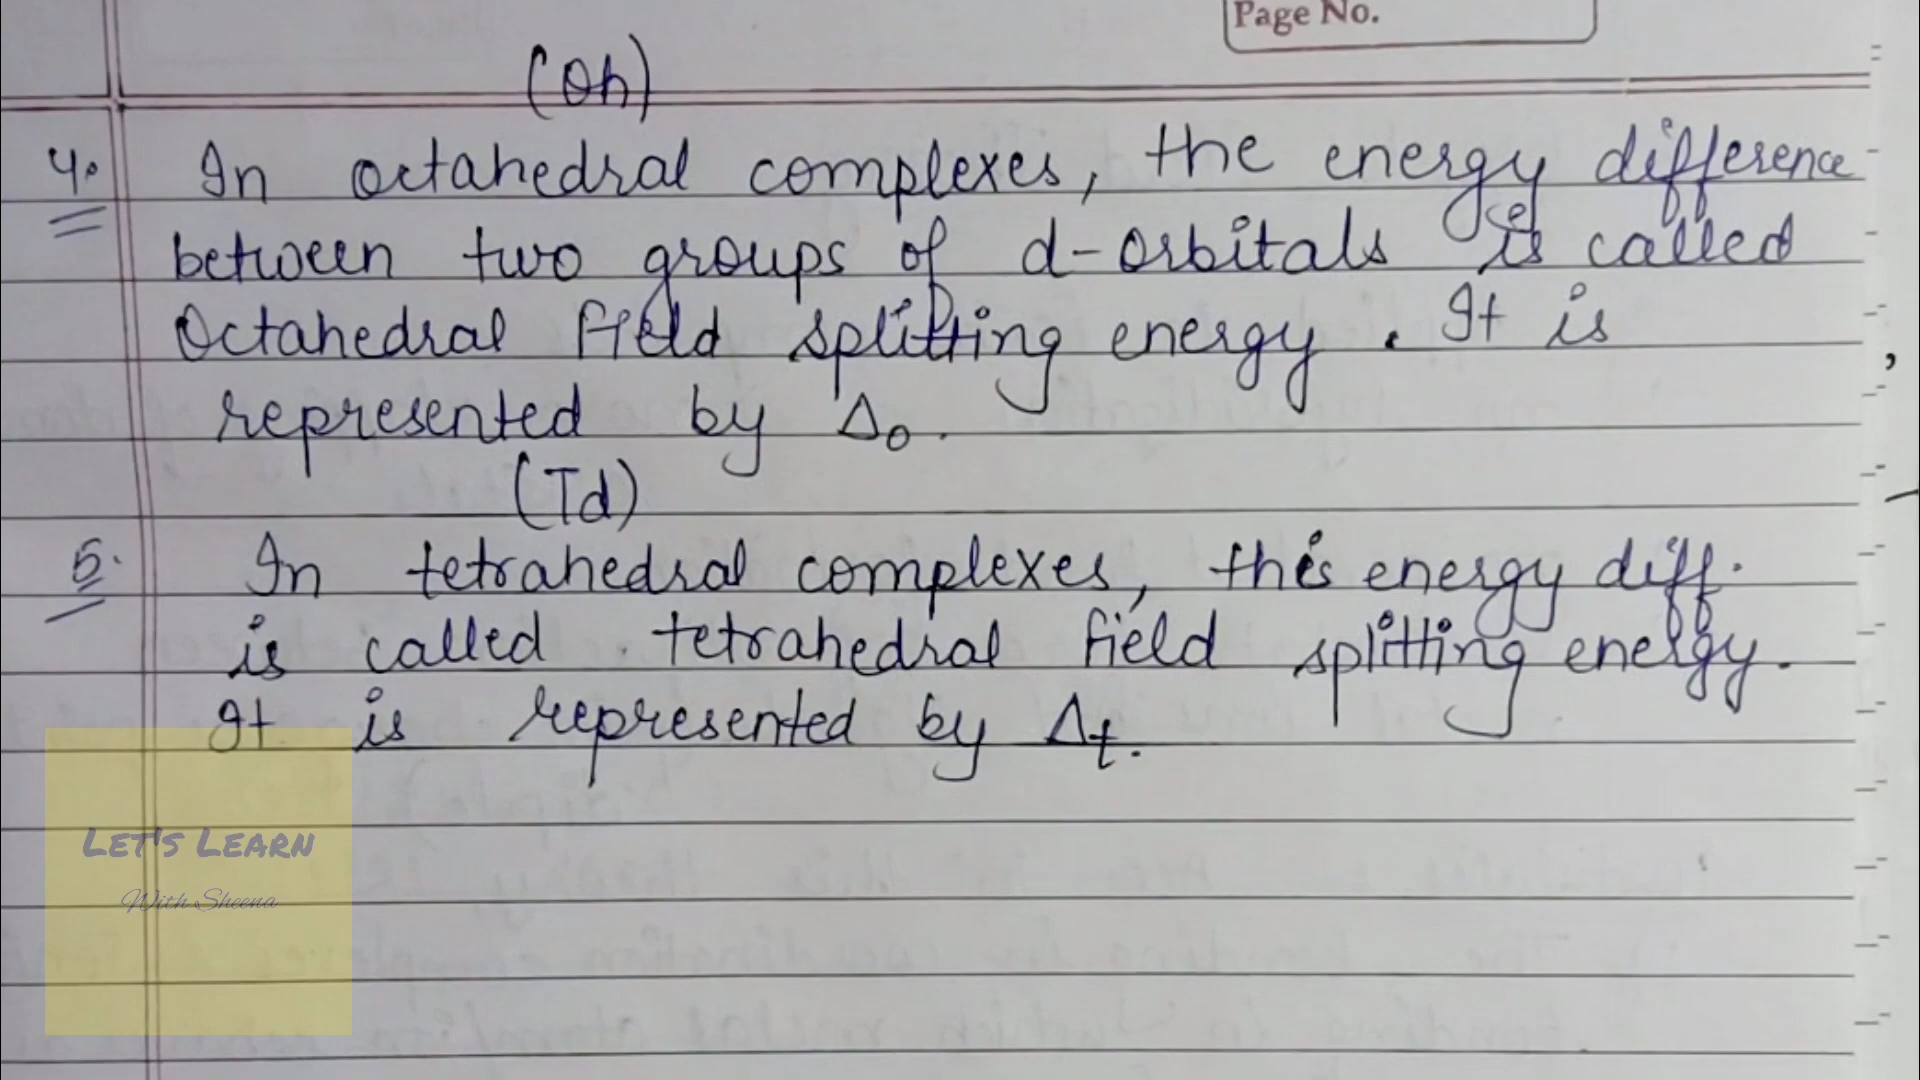 Page No.
(Oh)
4. In octahedral complexes, the energy difference
between two groups of d-orbitals is called
Octahedral Field splitting energy. It is
represented by Δo.
(Td)
5. In tetrahedral complexes, this energy diff.
is called tetrahedral field splitting energy.
It is represented by Δt.
LET'S LEARN
With Sheena